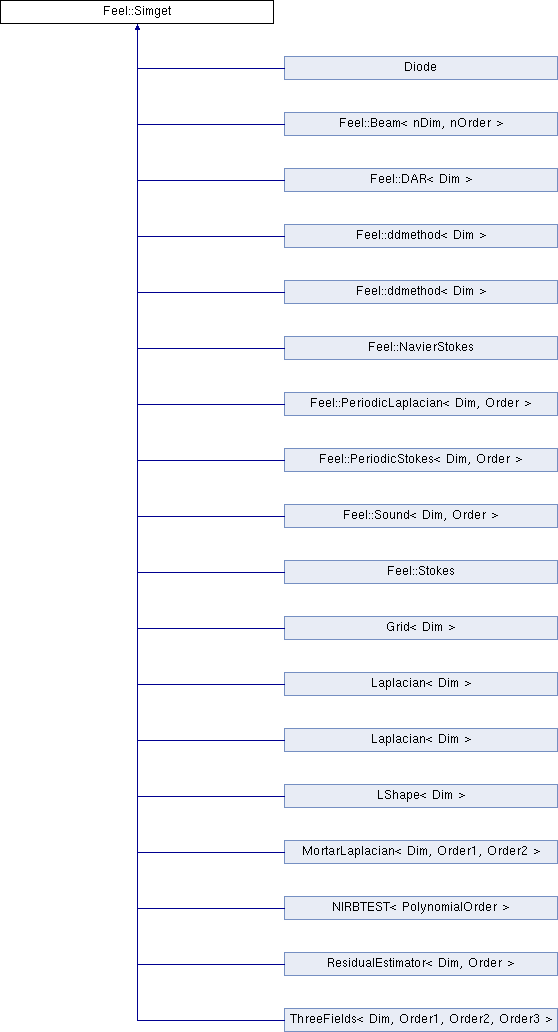 Feel::Simget
Diode
Feel::Beam< nDim, nOrder >
Feel::DAR< Dim >
Feel::ddmethod< Dim >
Feel::ddmethod< Dim >
Feel::NavierStokes
Feel::PeriodicLaplacian< Dim, Order >
Feel::PeriodicStokes< Dim, Order >
Feel::Sound< Dim, Order >
Feel::Stokes
Grid< Dim >
Laplacian< Dim >
Laplacian< Dim >
LShape< Dim >
MortarLaplacian< Dim, Order1, Order2 >
NIRBTEST< PolynomialOrder >
ResidualEstimator< Dim, Order >
ThreeFields< Dim, Order1, Order2, Order3 >